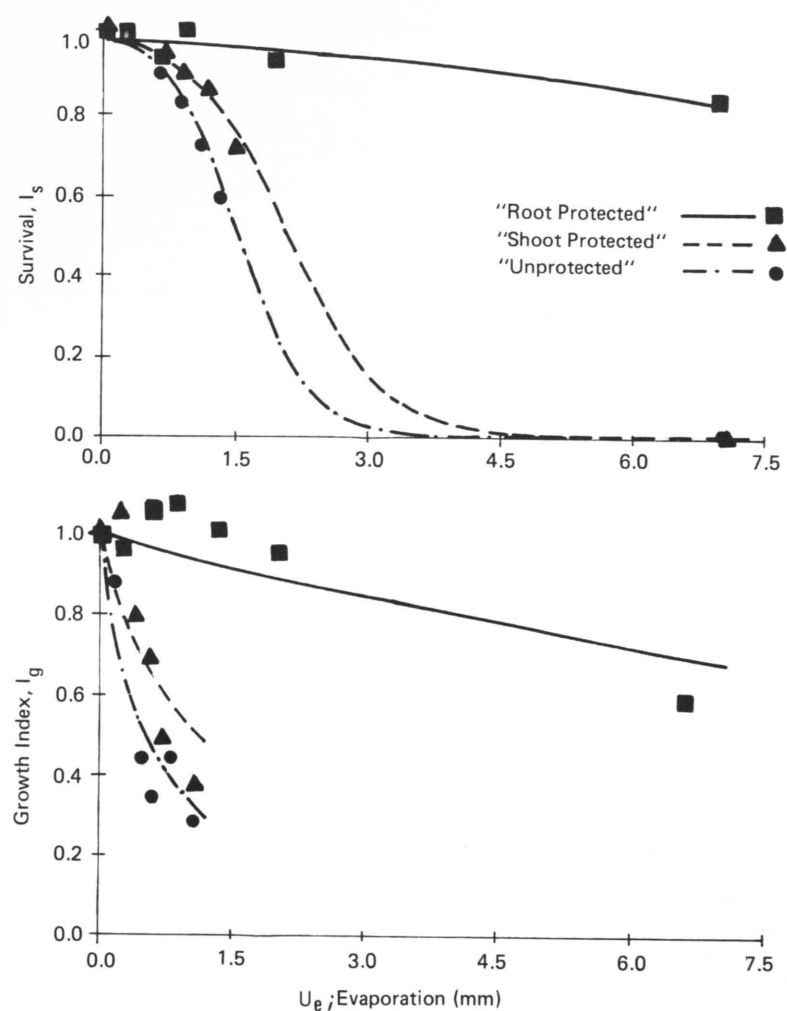 1.0
0.8
0.6
0.4
0.2
0.0
Survival, Is
"Root Protected"
"Shoot Protected"
"Unprotected"
0.0 1.5 3.0 4.5 6.0 7.5
1.0
0.8
0.6
0.4
0.2
0.0
Growth Index, Ig
0.0 1.5 3.0 4.5 6.0 7.5
Ue; Evaporation (mm)